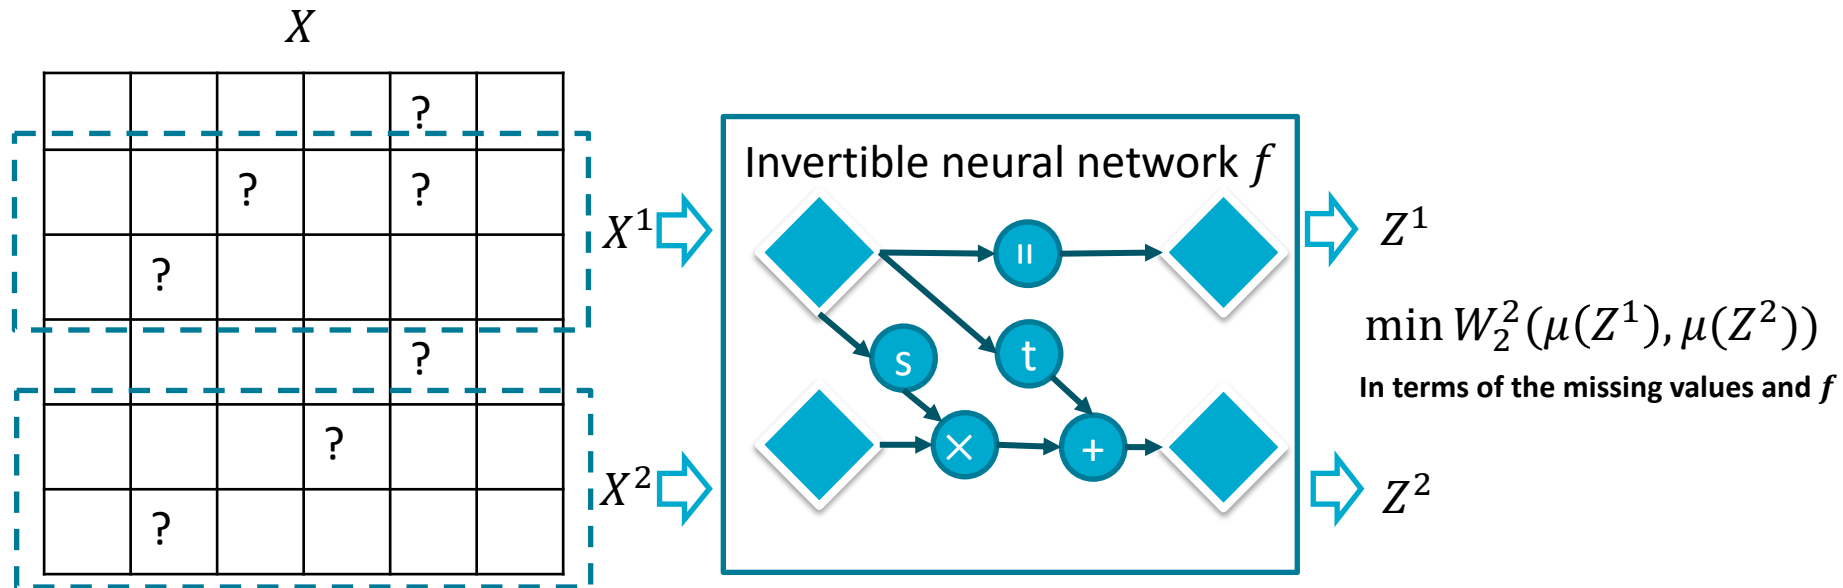 X
?
? ?
?
?
?
?
X¹
X²
Invertible neural network f
=
s
t
×
+
Z¹
min W₂²(μ(Z¹), μ(Z²))
In terms of the missing values and f
Z²